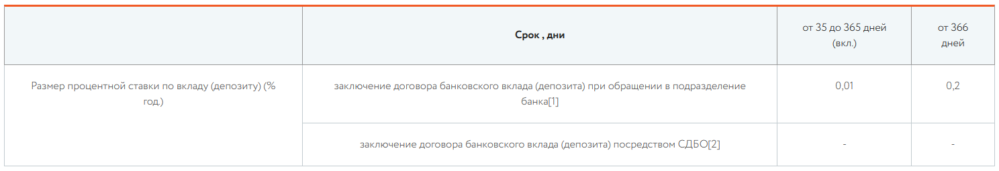 Срок , дни
от 35 до 365 дней
(вкл.)
от 366
дней
Размер процентной ставки по вкладу (депозиту) (%
год.)
заключение договора банковского вклада (депозита) при обращении в подразделение
банка[1]
0,01
0,2
заключение договора банковского вклада (депозита) посредством СДБО[2]
-
-